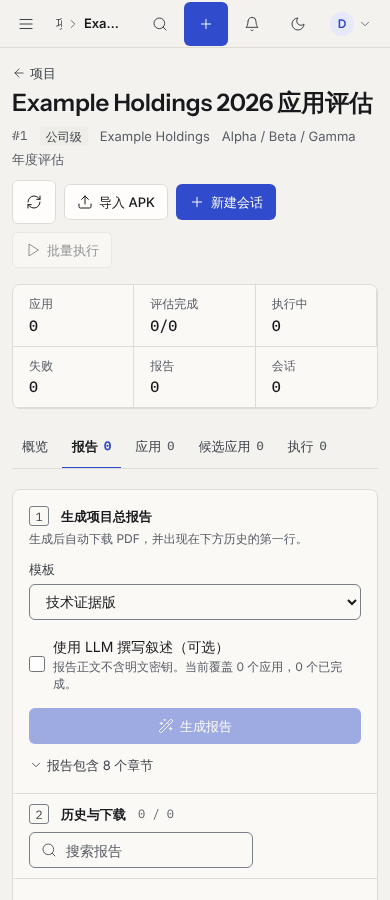 Exa...
D
项目
Example Holdings 2026 应用评估
#1 公司级 Example Holdings Alpha / Beta / Gamma
年度评估
导入 APK
新建会话
批量执行
应用 评估完成 执行中
0 0/0 0
失败 报告 会话
0 0 0
概览 报告 0 应用 0 候选应用 0 执行 0
1 生成项目总报告
生成后自动下载 PDF，并出现在下方历史的第一行。
模板
技术证据版
使用 LLM 撰写叙述（可选）
报告正文不含明文密钥。当前覆盖 0 个应用，0 个已完
成。
生成报告
报告包含 8 个章节
2 历史与下载 0 / 0
搜索报告